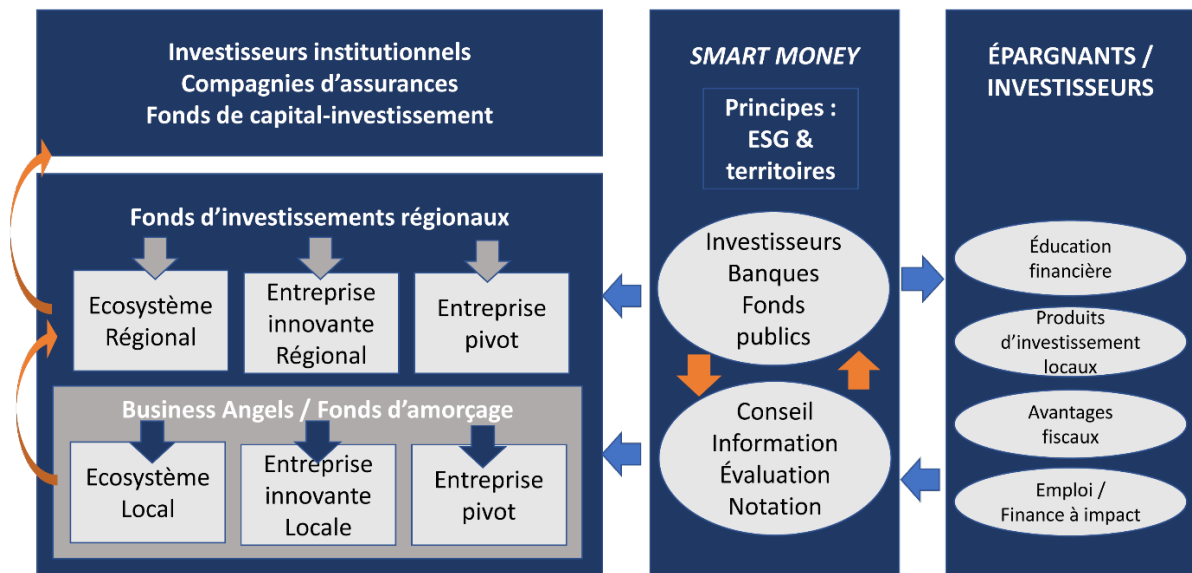 Investisseurs institutionnels
Compagnies d’assurances
Fonds de capital-investissement
Fonds d’investissements régionaux
Ecosystème
Régional
Entreprise
innovante
Régional
Entreprise
pivot
Business Angels / Fonds d’amorçage
Ecosystème
Local
Entreprise
innovante
Locale
Entreprise
pivot
SMART MONEY
Principes :
ESG &
territoires
Investisseurs
Banques
Fonds
publics
Conseil
Information
Évaluation
Notation
ÉPARGNANTS /
INVESTISSEURS
Éducation
financière
Produits
d’investissement
locaux
Avantages
fiscaux
Emploi /
Finance à impact